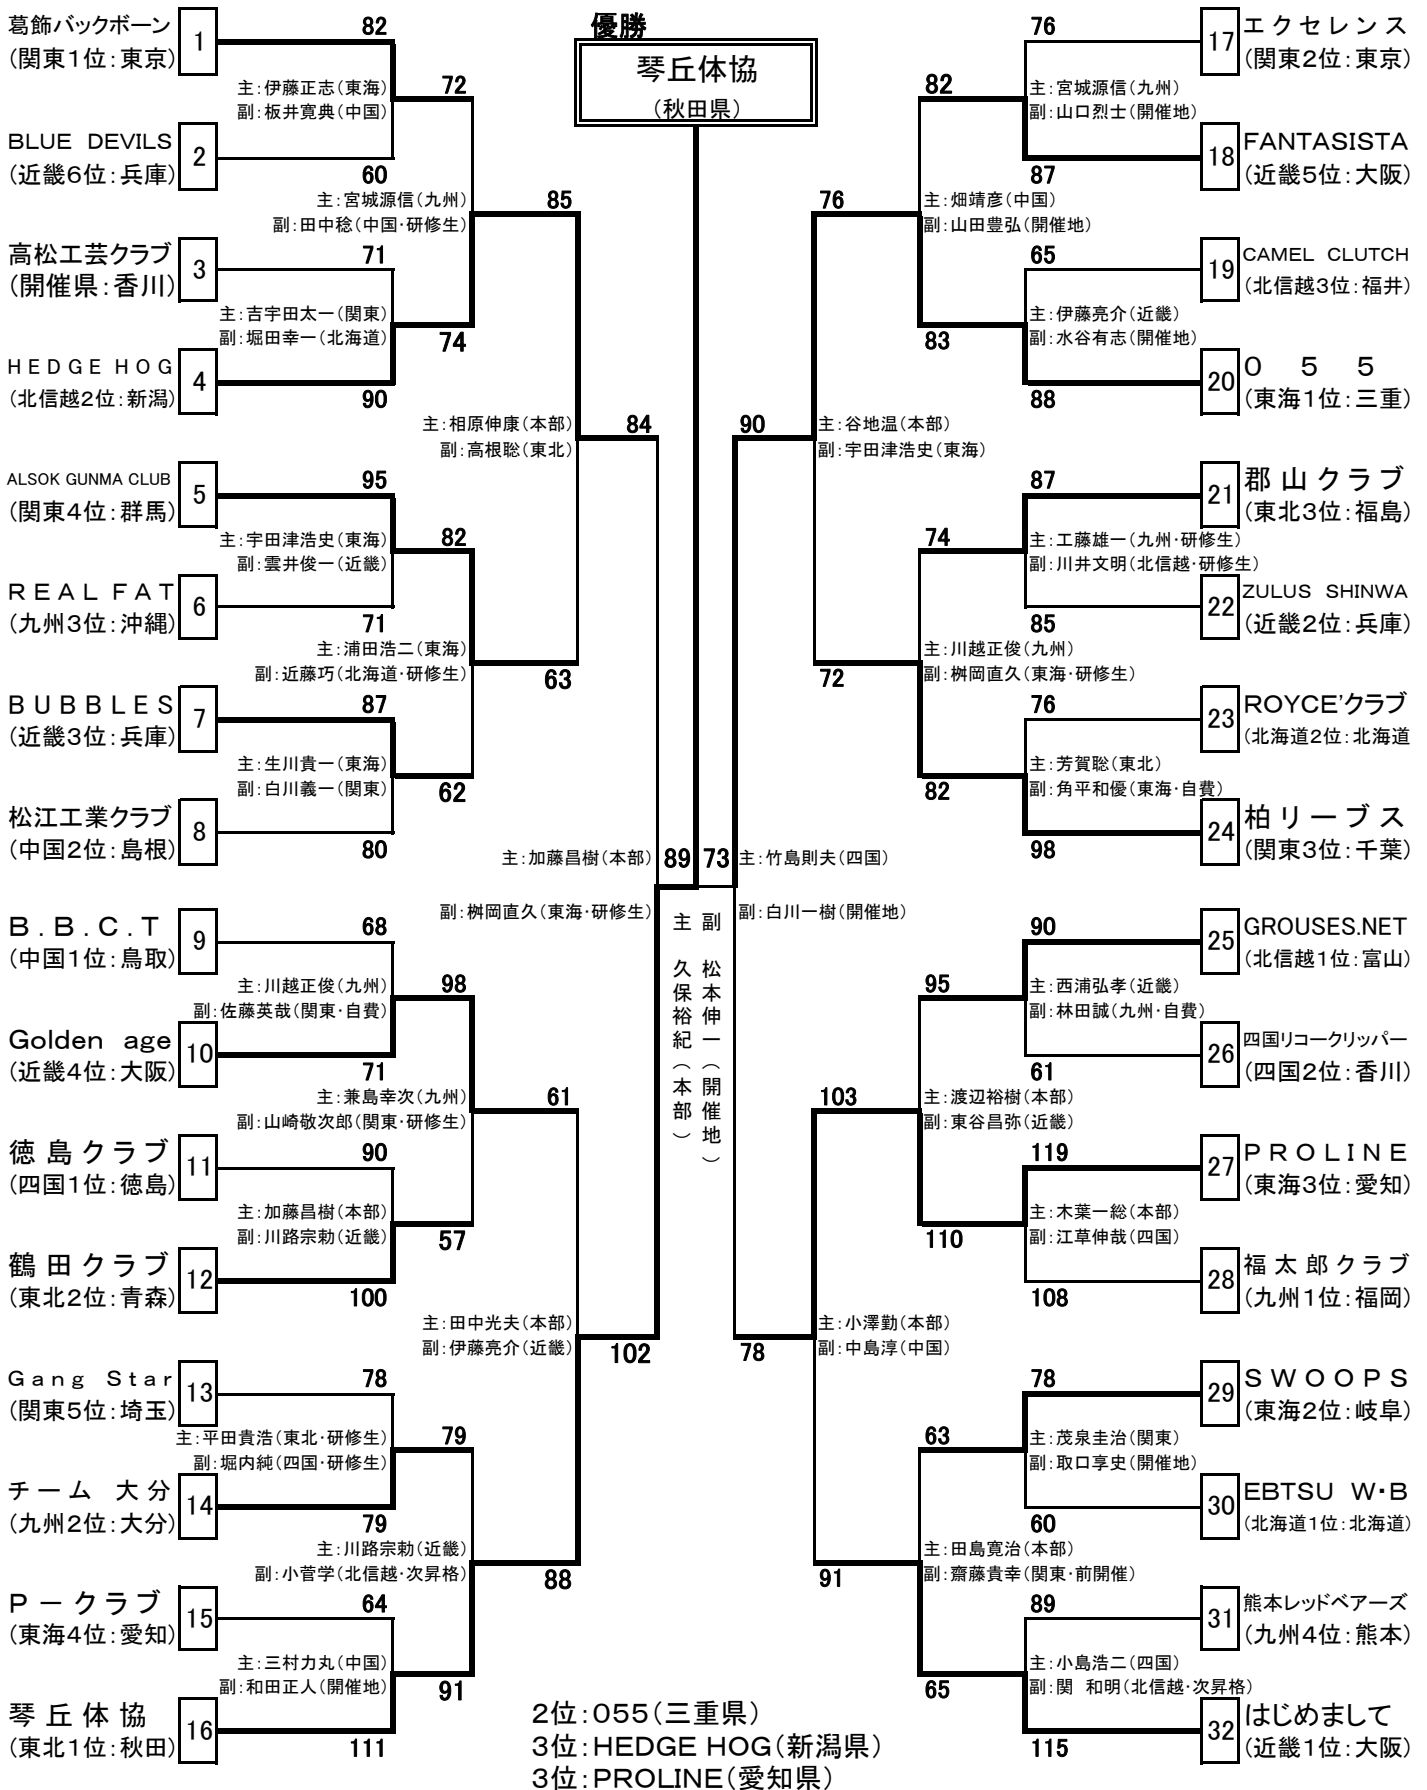 優勝
琴丘体協
(秋田県)
葛飾バックボーン
(関東1位:東京)
1
82
主:伊藤正志(東海)
副:板井寛典(中国)
72
BLUE DEVILS
(近畿6位:兵庫)
2
60
主:宮城源信(九州)
副:田中稔(中国・研修生)
85
高松工芸クラブ
(開催県:香川)
3
71
主:吉宇田太一(関東)
副:堀田幸一(北海道)
74
HEDGE HOG
(北信越2位:新潟)
4
90
主:相原伸康(本部)
副:高根聡(東北)
84
ALSOK GUNMA CLUB
(関東4位:群馬)
5
95
主:宇田津浩史(東海)
副:雲井俊一(近畿)
82
REAL FAT
(九州3位:沖縄)
6
71
主:浦田浩二(東海)
副:近藤巧(北海道・研修生)
63
BUBBLES
(近畿3位:兵庫)
7
87
主:生川貴一(東海)
副:白川義一(関東)
62
松江工業クラブ
(中国2位:島根)
8
80
主:加藤昌樹(本部)
副:桝岡直久(東海・研修生)
89
73
主:竹島則夫(四国)
副:白川一樹(開催地)
主 久保裕紀(本部)
副 松本伸一(開催地)
B.B.C.T
(中国1位:鳥取)
9
68
主:川越正俊(九州)
副:佐藤英哉(関東・自費)
98
Golden age
(近畿4位:大阪)
10
71
主:兼島幸次(九州)
副:山崎敬次郎(関東・研修生)
61
徳島クラブ
(四国1位:徳島)
11
90
主:加藤昌樹(本部)
副:川路宗勅(近畿)
57
鶴田クラブ
(東北2位:青森)
12
100
主:田中光夫(本部)
副:伊藤亮介(近畿)
102
Gang Star
(関東5位:埼玉)
13
78
主:平田貴浩(東北・研修生)
副:堀内純(四国・研修生)
79
チーム 大分
(九州2位:大分)
14
79
主:川路宗勅(近畿)
副:小菅学(北信越・次昇格)
88
P-クラブ
(東海4位:愛知)
15
64
主:三村力丸(中国)
副:和田正人(開催地)
91
琴丘体協
(東北1位:秋田)
16
111
76
17
エクセレンス
(関東2位:東京)
82
主:宮城源信(九州)
副:山口烈士(開催地)
87
18
FANTASISTA
(近畿5位:大阪)
76
主:畑靖彦(中国)
副:山田豊弘(開催地)
65
19
CAMEL CLUTCH
(北信越3位:福井)
83
主:伊藤亮介(近畿)
副:水谷有志(開催地)
88
20
0 5 5
(東海1位:三重)
90
主:谷地温(本部)
副:宇田津浩史(東海)
87
21
郡山クラブ
(東北3位:福島)
74
主:工藤雄一(九州・研修生)
副:川井文明(北信越・研修生)
85
22
ZULUS SHINWA
(近畿2位:兵庫)
72
主:川越正俊(九州)
副:桝岡直久(東海・研修生)
76
23
ROYCE'クラブ
(北海道2位:北海道
82
主:芳賀聡(東北)
副:角平和優(東海・自費)
98
24
柏リーブス
(関東3位:千葉)
90
25
GROUSES.NET
(北信越1位:富山)
95
主:西浦弘孝(近畿)
副:林田誠(九州・自費)
61
26
四国リコークリッパー
(四国2位:香川)
103
主:渡辺裕樹(本部)
副:東谷昌弥(近畿)
119
27
PROLINE
(東海3位:愛知)
110
主:木葉一総(本部)
副:江草伸哉(四国)
108
28
福太郎クラブ
(九州1位:福岡)
78
主:小澤勤(本部)
副:中島淳(中国)
78
29
SWOOPS
(東海2位:岐阜)
63
主:茂泉圭治(関東)
副:取口享史(開催地)
60
30
EBTSU W・B
(北海道1位:北海道)
91
主:田島寛治(本部)
副:齋藤貴幸(関東・前開催)
89
31
熊本レッドベアーズ
(九州4位:熊本)
65
主:小島浩二(四国)
副:関 和明(北信越・次昇格)
115
32
はじめまして
(近畿1位:大阪)
2位:055(三重県)
3位:HEDGE HOG(新潟県)
3位:PROLINE(愛知県)